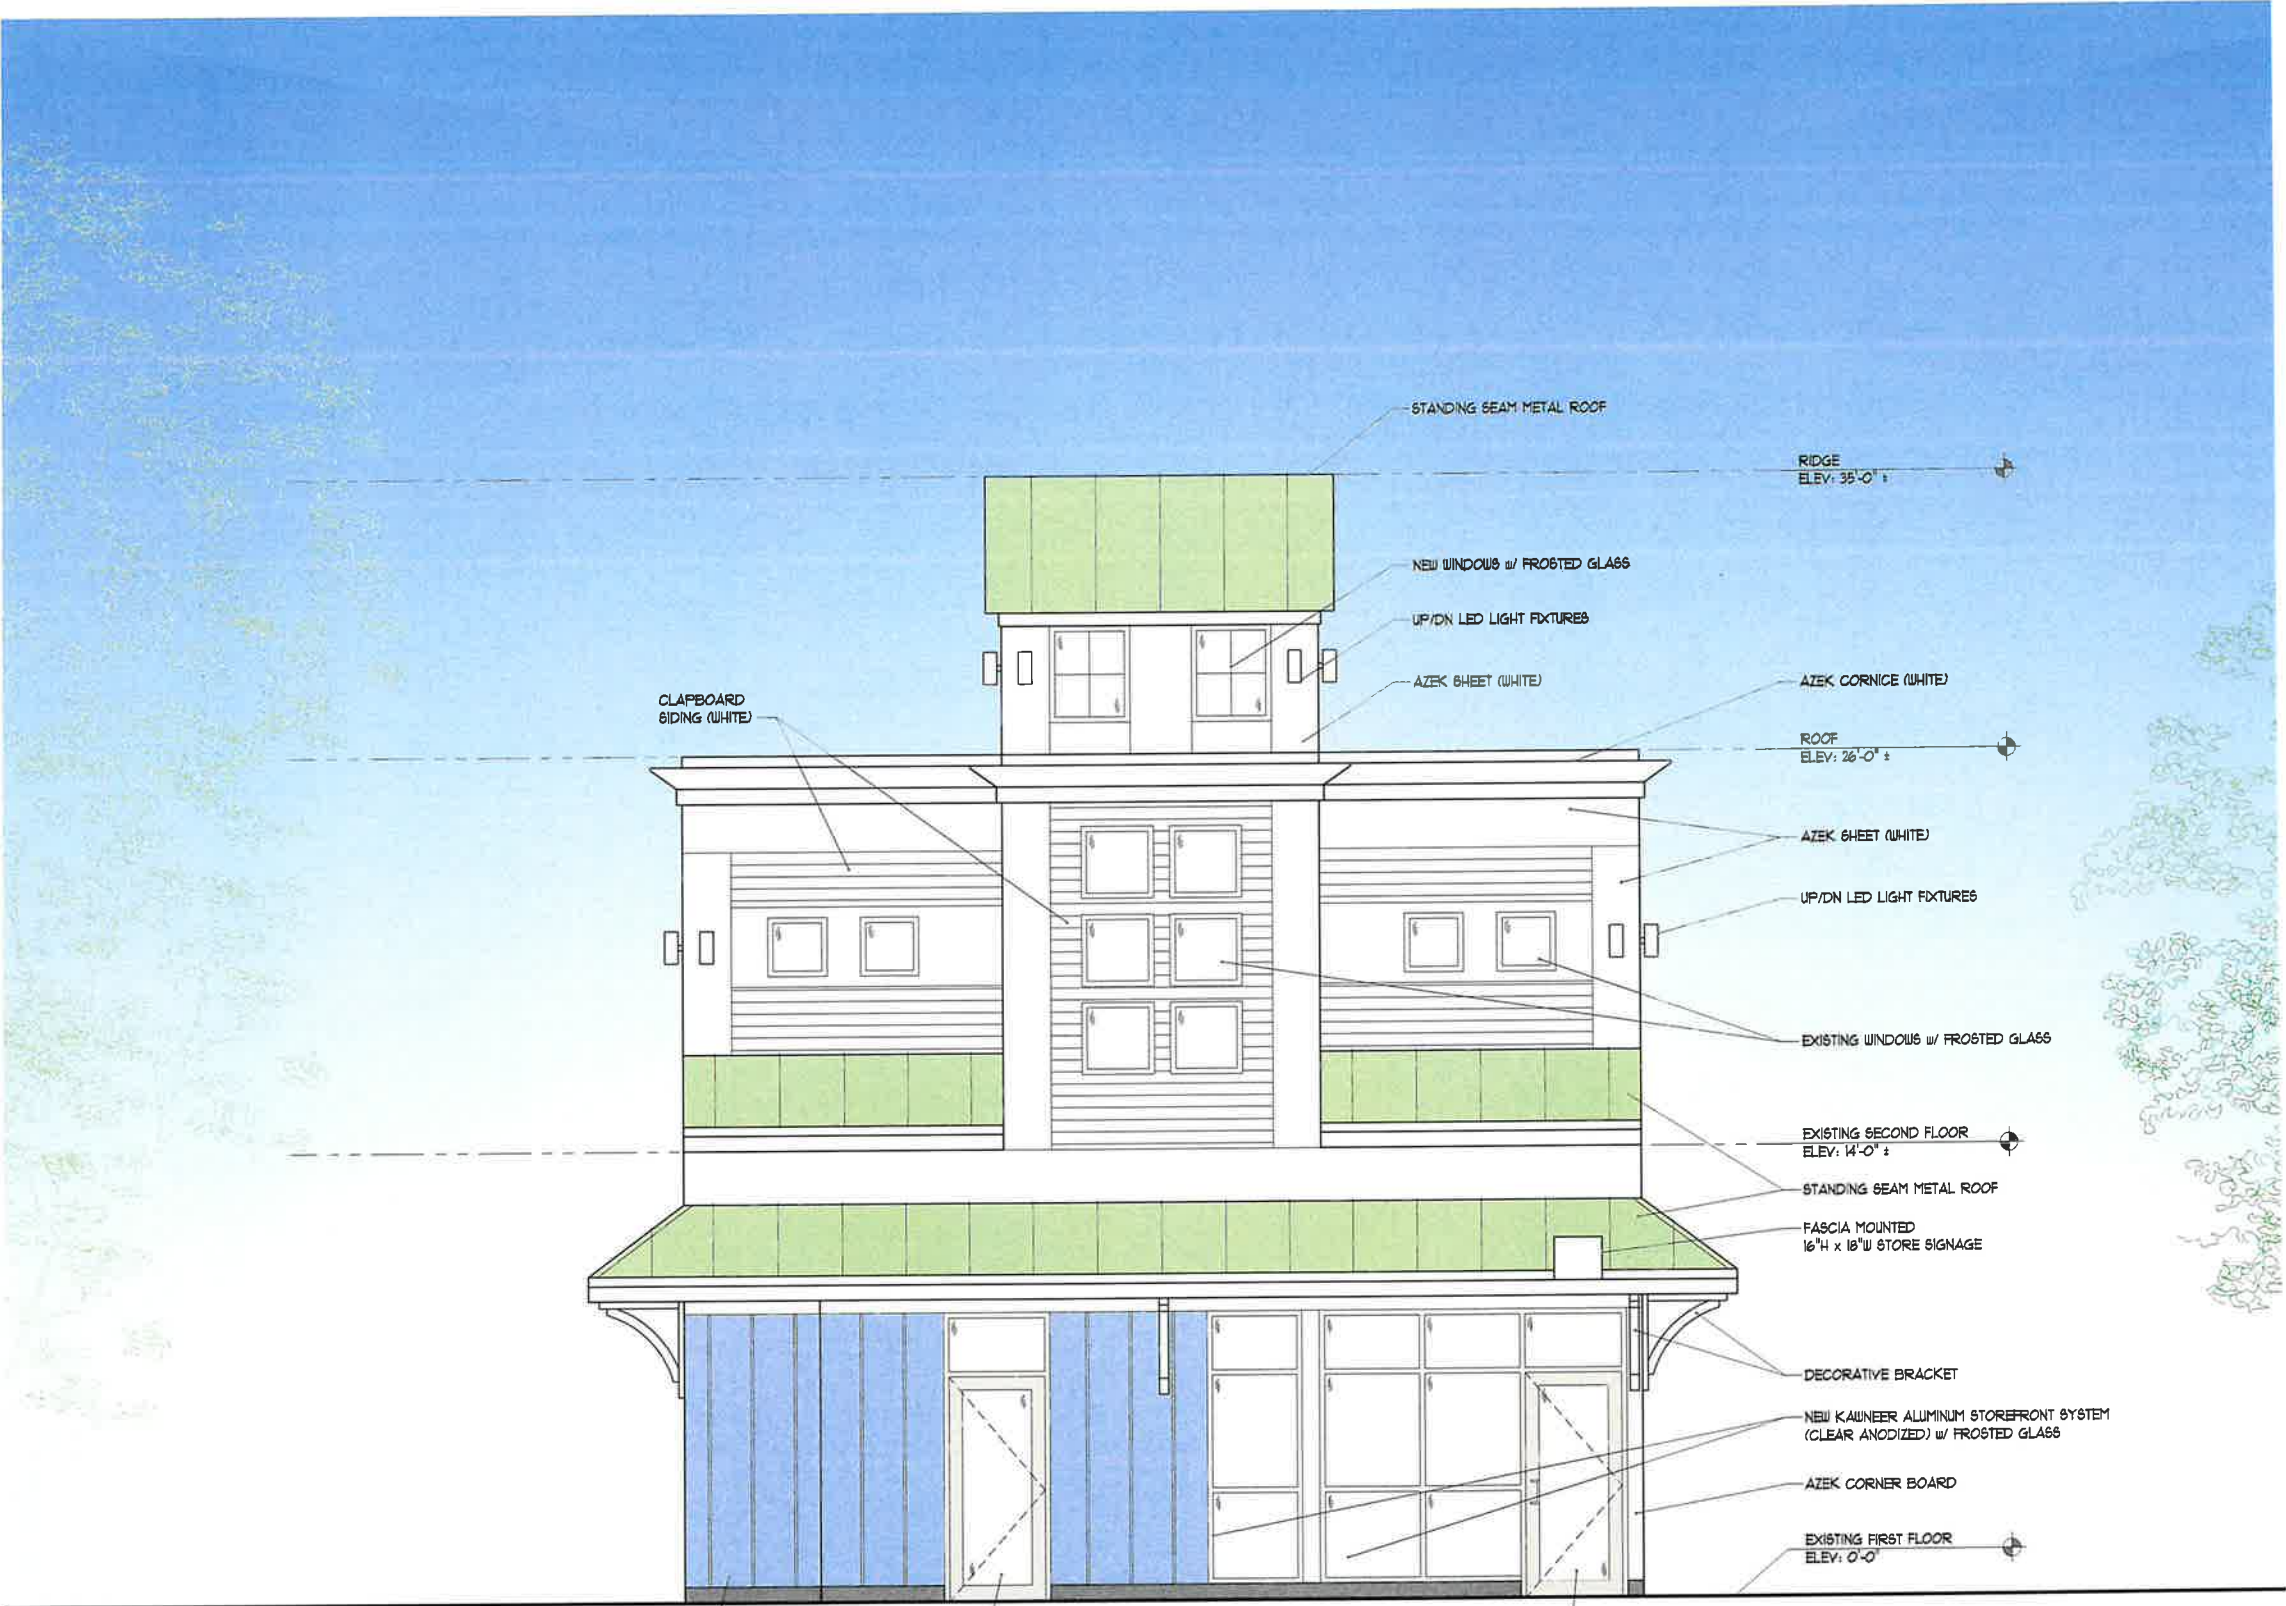 STANDING SEAM METAL ROOF
RIDGE
ELEV: 35'-0" ±
NEW WINDOWS w/ FROSTED GLASS
UP/DN LED LIGHT FIXTURES
AZEK SHEET (WHITE)
AZEK CORNICE (WHITE)
CLAPBOARD
SIDING (WHITE)
ROOF
ELEV: 26'-0" ±
AZEK SHEET (WHITE)
UP/DN LED LIGHT FIXTURES
EXISTING WINDOWS w/ FROSTED GLASS
EXISTING SECOND FLOOR
ELEV: 14'-0" ±
STANDING SEAM METAL ROOF
FASCIA MOUNTED
16"H x 18"W STORE SIGNAGE
DECORATIVE BRACKET
NEW KAWNEER ALUMINUM STOREFRONT SYSTEM
(CLEAR ANODIZED) w/ FROSTED GLASS
AZEK CORNER BOARD
EXISTING FIRST FLOOR
ELEV: 0'-0"